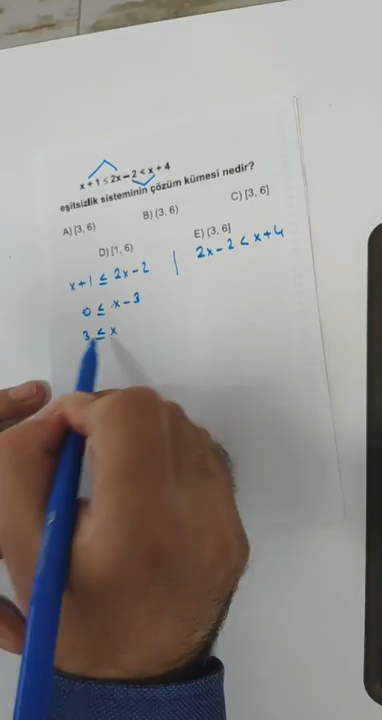 x + 1 ≤ 2x – 2 < x + 4
eşitsizlik sisteminin çözüm kümesi nedir?
A) [3, 6)
B) (3, 6)
C) [3, 6]
D) [1, 6)
E) (3, 6]
x+1 ≤ 2x-2
0 ≤ x-3
3 ≤ x
2x-2 < x+4